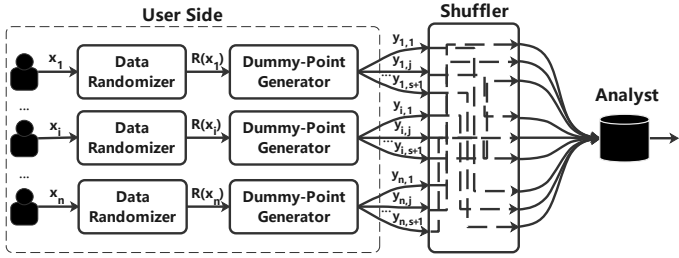 User Side
Shuffler
x1
Data
Randomizer
R(x1)
Dummy-Point
Generator
y1,1
y1,j
...y1,s+1
...
xi
Data
Randomizer
R(xi)
Dummy-Point
Generator
yi,1
yi,j
...yi,s+1
Analyst
...
xn
Data
Randomizer
R(xn)
Dummy-Point
Generator
yn,1
yn,j
...yn,s+1